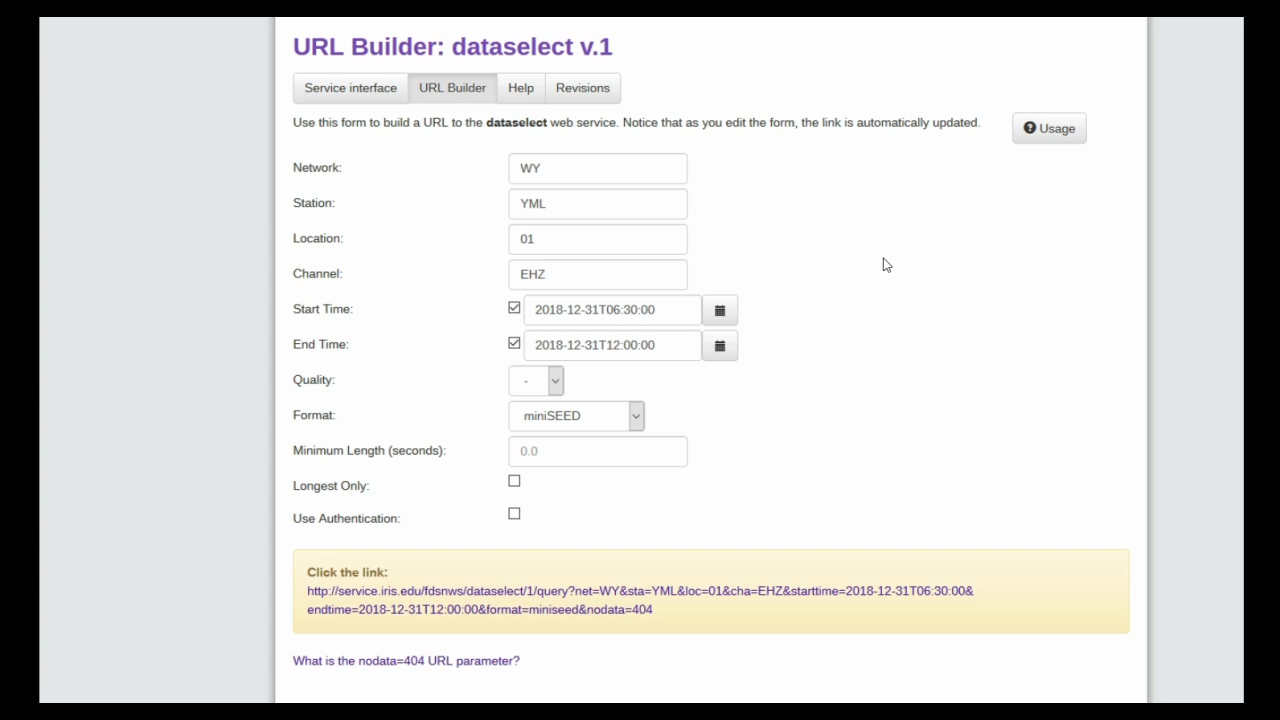 URL Builder: dataselect v.1
Service interface URL Builder Help Revisions
Use this form to build a URL to the dataselect web service. Notice that as you edit the form, the link is automatically updated.
Usage
Network: WY
Station: YML
Location: 01
Channel: EHZ
Start Time: 2018-12-31T06:30:00
End Time: 2018-12-31T12:00:00
Quality: -
Format: miniSEED
Minimum Length (seconds): 0.0
Longest Only:
Use Authentication:
Click the link:
http://service.iris.edu/fdsnws/dataselect/1/query?net=WY&sta=YML&loc=01&cha=EHZ&starttime=2018-12-31T06:30:00&
endtime=2018-12-31T12:00:00&format=miniseed&nodata=404
What is the nodata=404 URL parameter?